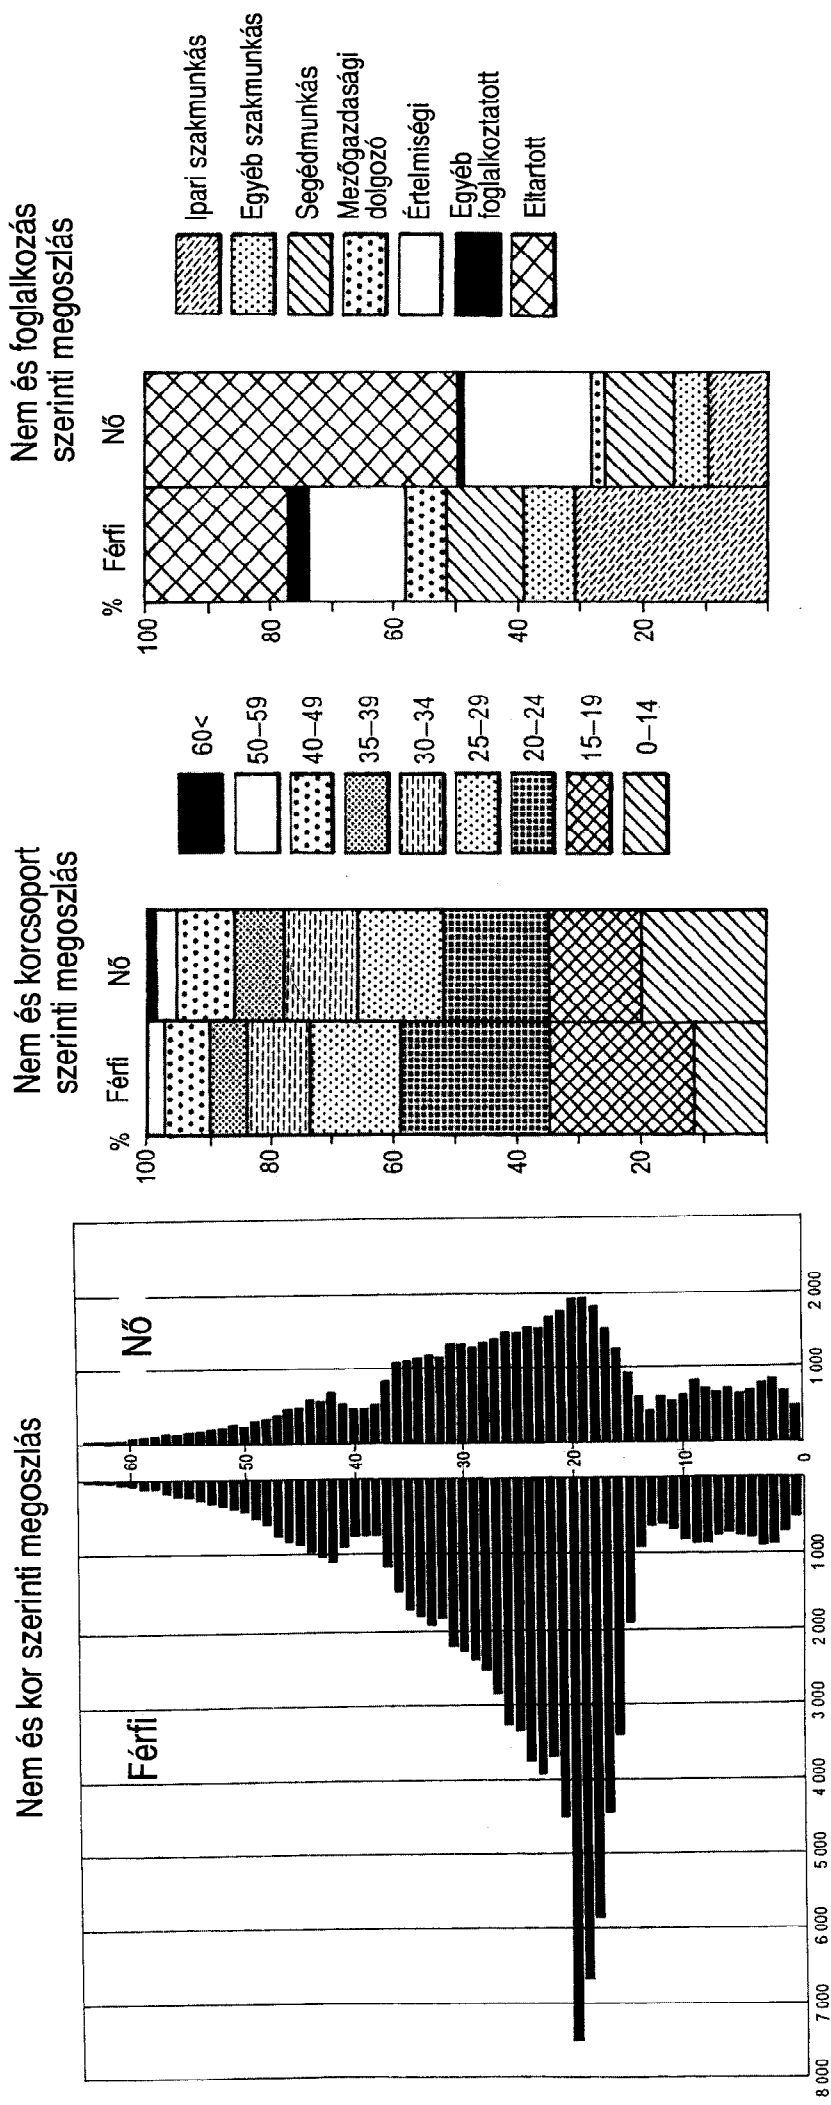 Nem és kor szerinti megoszlás
Férfi
Nő
60
50
40
30
20
10
8 000
7 000
6 000
5 000
4 000
3 000
2 000
1 000
0
1 000
2 000
Nem és korcsoport
szerinti megoszlás
%
Férfi
Nő
100
80
60
40
20
60<
50–59
40–49
35–39
30–34
25–29
20–24
15–19
0–14
Nem és foglalkozás
szerinti megoszlás
%
Férfi
Nő
100
80
60
40
20
Ipari szakmunkás
Egyéb szakmunkás
Segédmunkás
Mezőgazdasági
dolgozó
Értelmiségi
Egyéb
foglalkoztatott
Eltartott